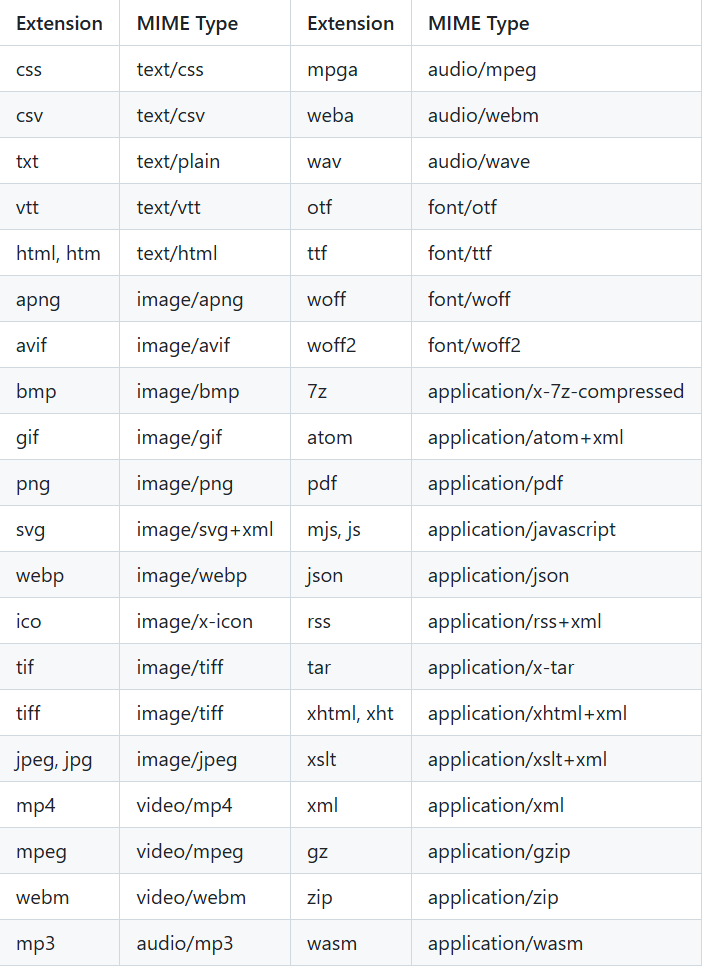 Extension MIME Type Extension MIME Type
css text/css mpga audio/mpeg
csv text/csv weba audio/webm
txt text/plain wav audio/wave
vtt text/vtt otf font/otf
html, htm text/html ttf font/ttf
apng image/apng woff font/woff
avif image/avif woff2 font/woff2
bmp image/bmp 7z application/x-7z-compressed
gif image/gif atom application/atom+xml
png image/png pdf application/pdf
svg image/svg+xml mjs, js application/javascript
webp image/webp json application/json
ico image/x-icon rss application/rss+xml
tif image/tiff tar application/x-tar
tiff image/tiff xhtml, xht application/xhtml+xml
jpeg, jpg image/jpeg xslt application/xslt+xml
mp4 video/mp4 xml application/xml
mpeg video/mpeg gz application/gzip
webm video/webm zip application/zip
mp3 audio/mp3 wasm application/wasm